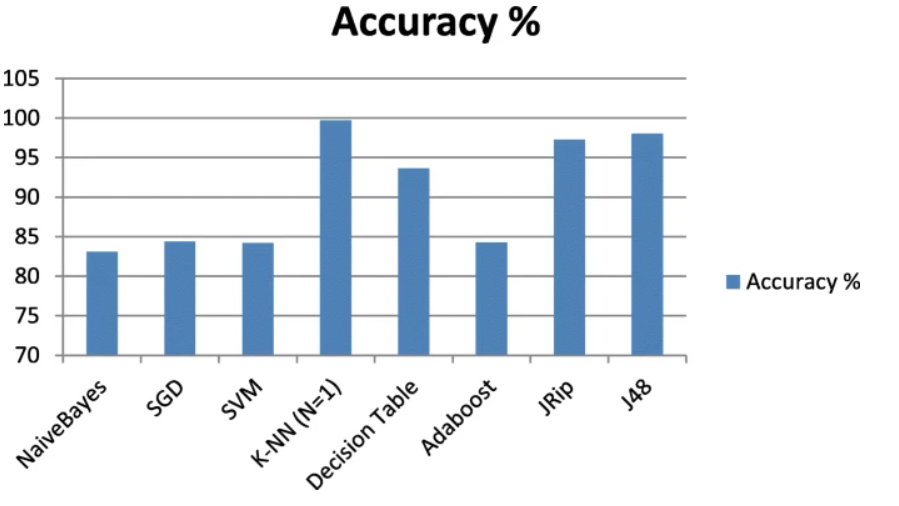 Accuracy %
105
100
95
90
85
80
75
70
NaiveBayes
SGD
SVM
K-NN (N=1)
Decision Table
Adaboost
JRip
J48
Accuracy %